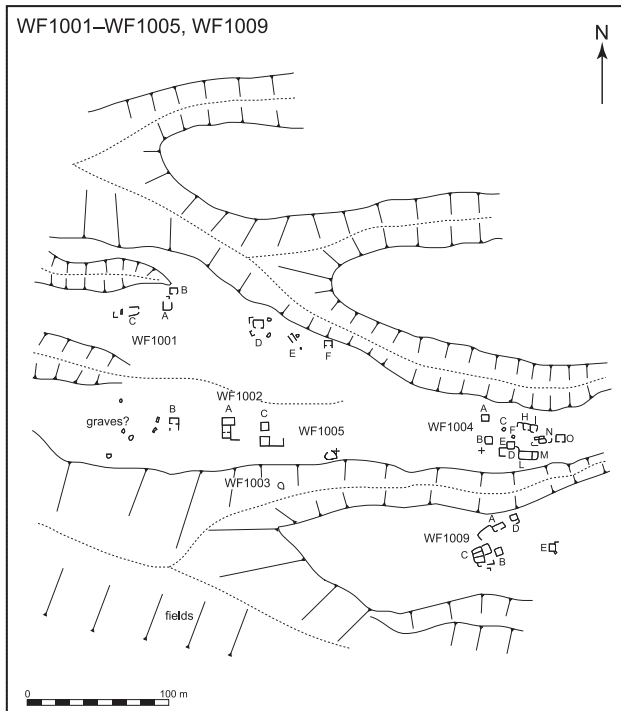 WF1001–WF1005, WF1009
N
B
A
C
D
E
F
WF1001
WF1002
graves?
B
A
C
WF1005
WF1004
A
H
C
F
N
B
E
O
D
M
L
WF1003
A
D
WF1009
C
B
E
fields
0
100 m